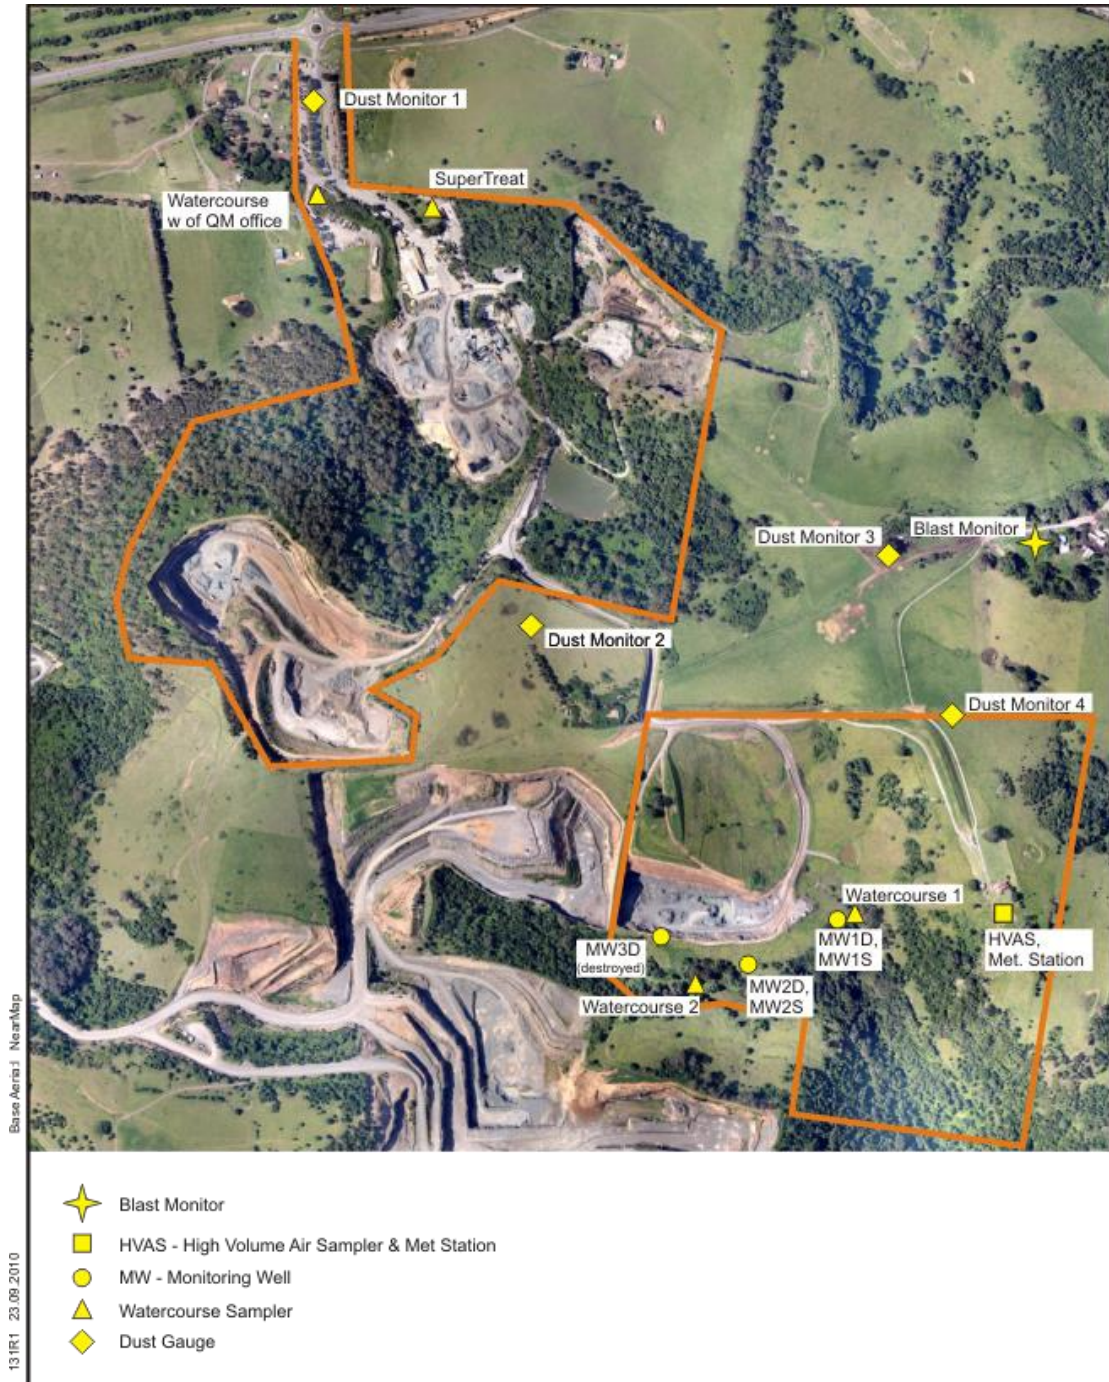 Dust Monitor 1
SuperTreat
Watercourse
w of QM office
Blast Monitor
Dust Monitor 3
Dust Monitor 2
Dust Monitor 4
Watercourse 1
MW1D,
MW1S
HVAS,
Met. Station
MW3D
(destroyed)
MW2D,
MW2S
Watercourse 2
Base Aerial: NearMap
131R1 23.09.2010
Blast Monitor
HVAS - High Volume Air Sampler & Met Station
MW - Monitoring Well
Watercourse Sampler
Dust Gauge